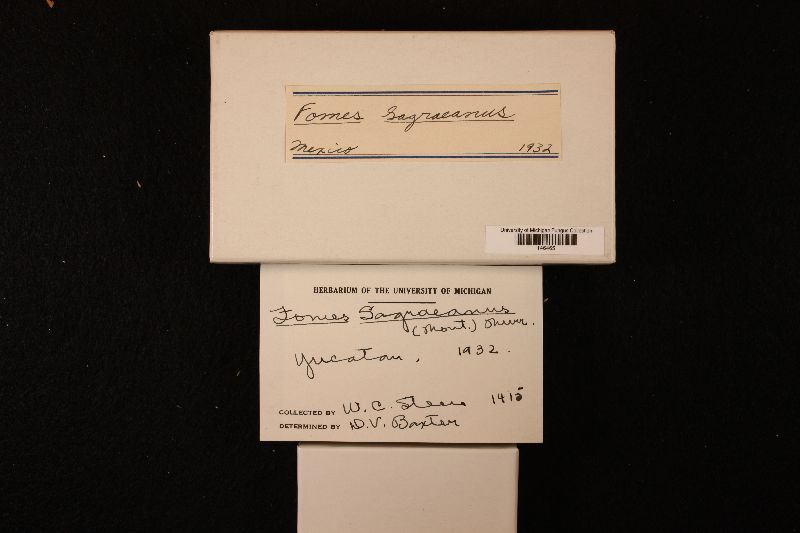 Fomes Sagraeanus
Mexico 1932
University of Michigan Fungus Collection
HERBARIUM OF THE UNIVERSITY OF MICHIGAN
Fomes Sagraeanus
(Mont.) Murr.
Yucatan, 1932.
COLLECTED BY W. C. Steere 1415
DETERMINED BY D. V. Baxter